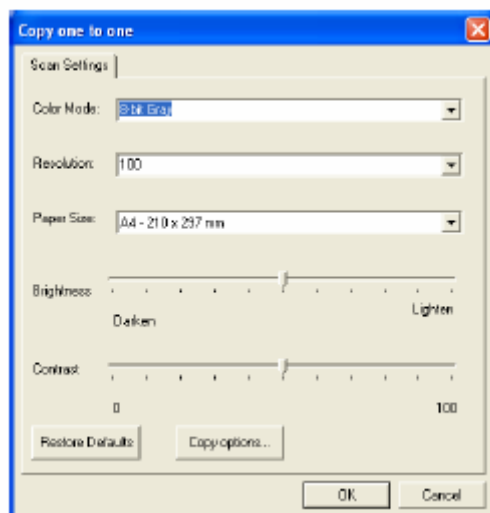 Copy one to one
Scan Settings
Color Mode: 8-bit Gray
Resolution: 100
Paper Size: A4 - 210 x 297 mm
Brightness
Darken Lighten
Contrast
0 100
Restore Defaults Copy options...
OK Cancel